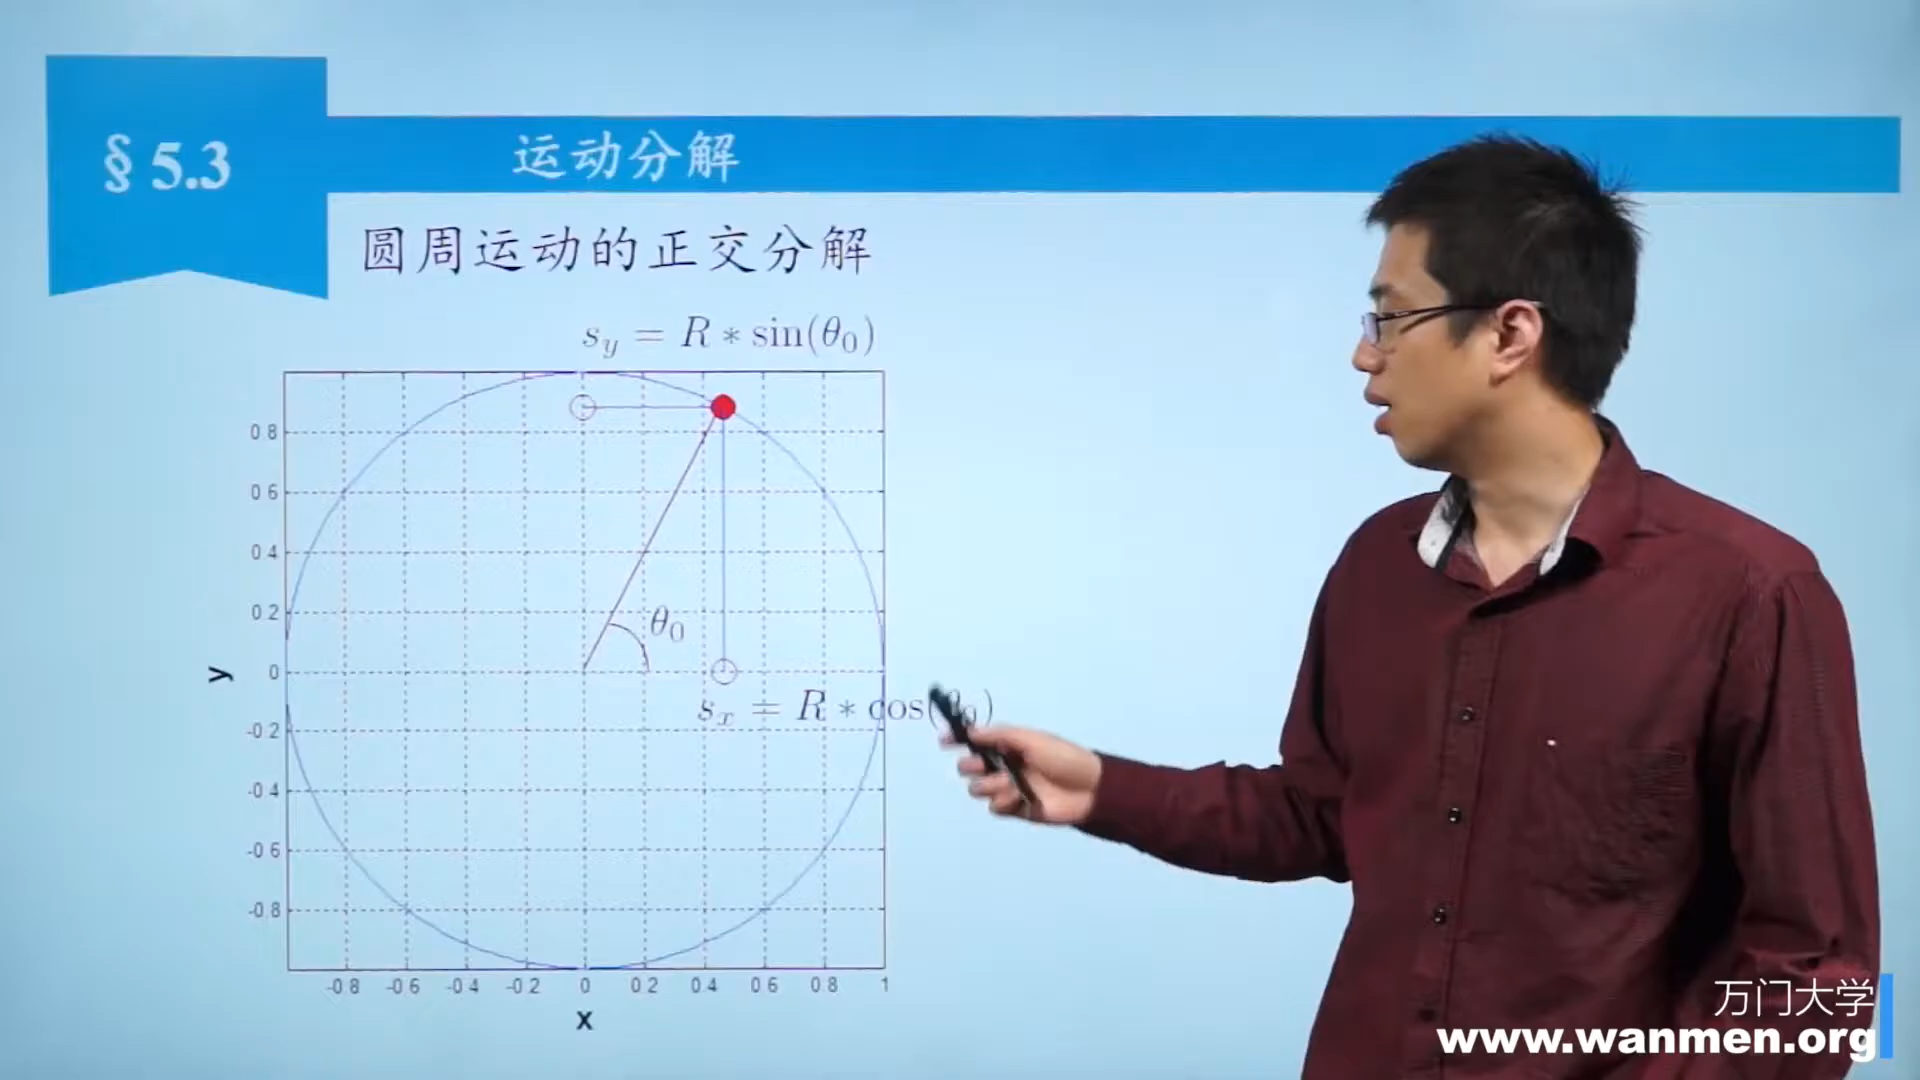 § 5.3
运动分解
圆周运动的正交分解
s_y = R * sin(θ_0)
0.8
0.6
0.4
0.2
0
-0.2
-0.4
-0.6
-0.8
y
θ_0
s_x = R * cos(θ_0)
-0.8 -0.6 -0.4 -0.2 0 0.2 0.4 0.6 0.8 1
x
万门大学
www.wanmen.org